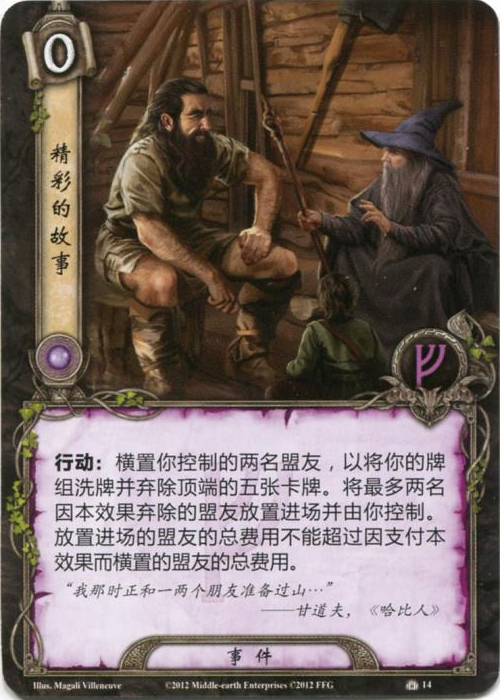 0
精彩的故事
行动：横置你控制的两名盟友，以将你的牌
组洗牌并弃除顶端的五张卡牌。将最多两名
因本效果弃除的盟友放置进场并由你控制。
放置进场的盟友的总费用不能超过因支付本
效果而横置的盟友的总费用。
“我那时正和一两个朋友准备过山…”
——甘道夫，《哈比人》
事件
Illus. Magali Villeneuve ©2012 Middle-earth Enterprises ©2012 FFG 14